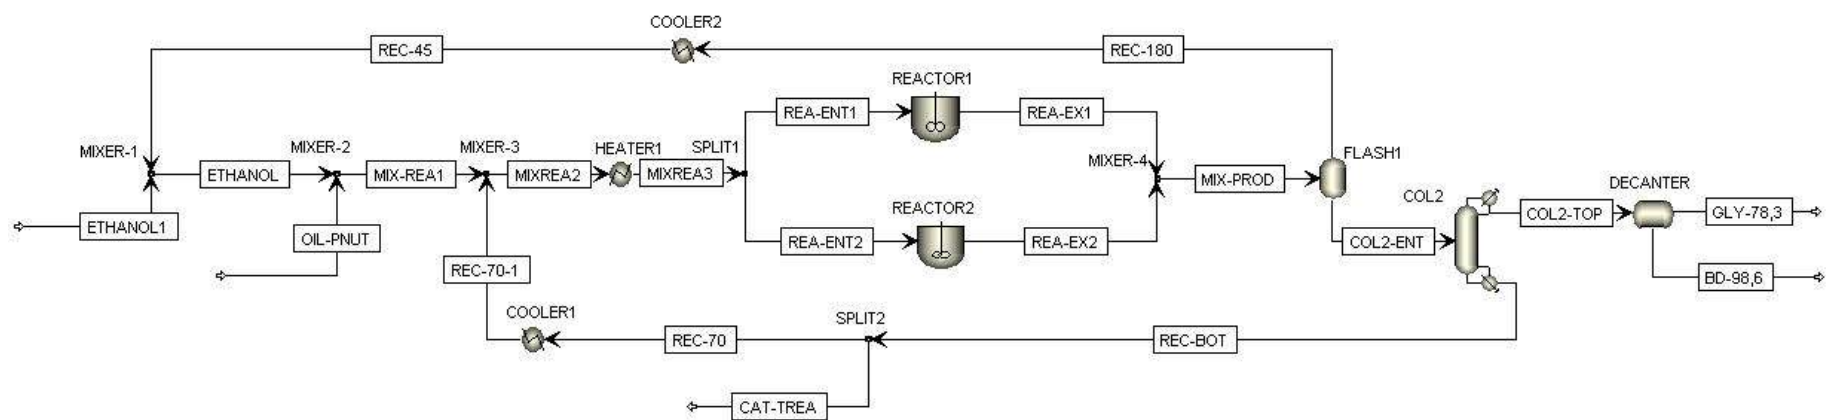 COOLER2
REC-45
REC-180
REACTOR1
REA-ENT1
REA-EX1
MIXER-1
MIXER-2
MIXER-3
HEATER1
SPLIT1
MIXER-4
FLASH1
ETHANOL
MIX-REA1
MIXREA2
MIXREA3
MIX-PROD
DECANTER
COL2
ETHANOL1
OIL-PNUT
REACTOR2
COL2-TOP
GLY-78,3
REA-ENT2
REA-EX2
COL2-ENT
REC-70-1
BD-98,6
COOLER1
SPLIT2
REC-70
REC-BOT
CAT-TREA